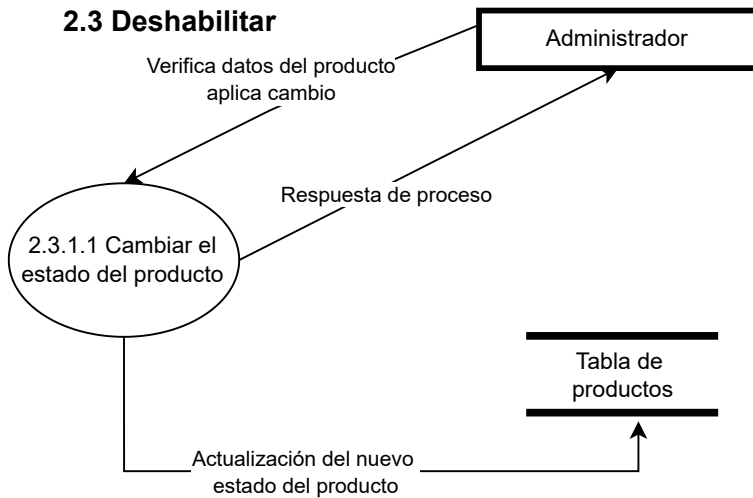 2.3 Deshabilitar
Administrador
Verifica datos del producto
aplica cambio
Respuesta de proceso
2.3.1.1 Cambiar el
estado del producto
Tabla de
productos
Actualización del nuevo
estado del producto